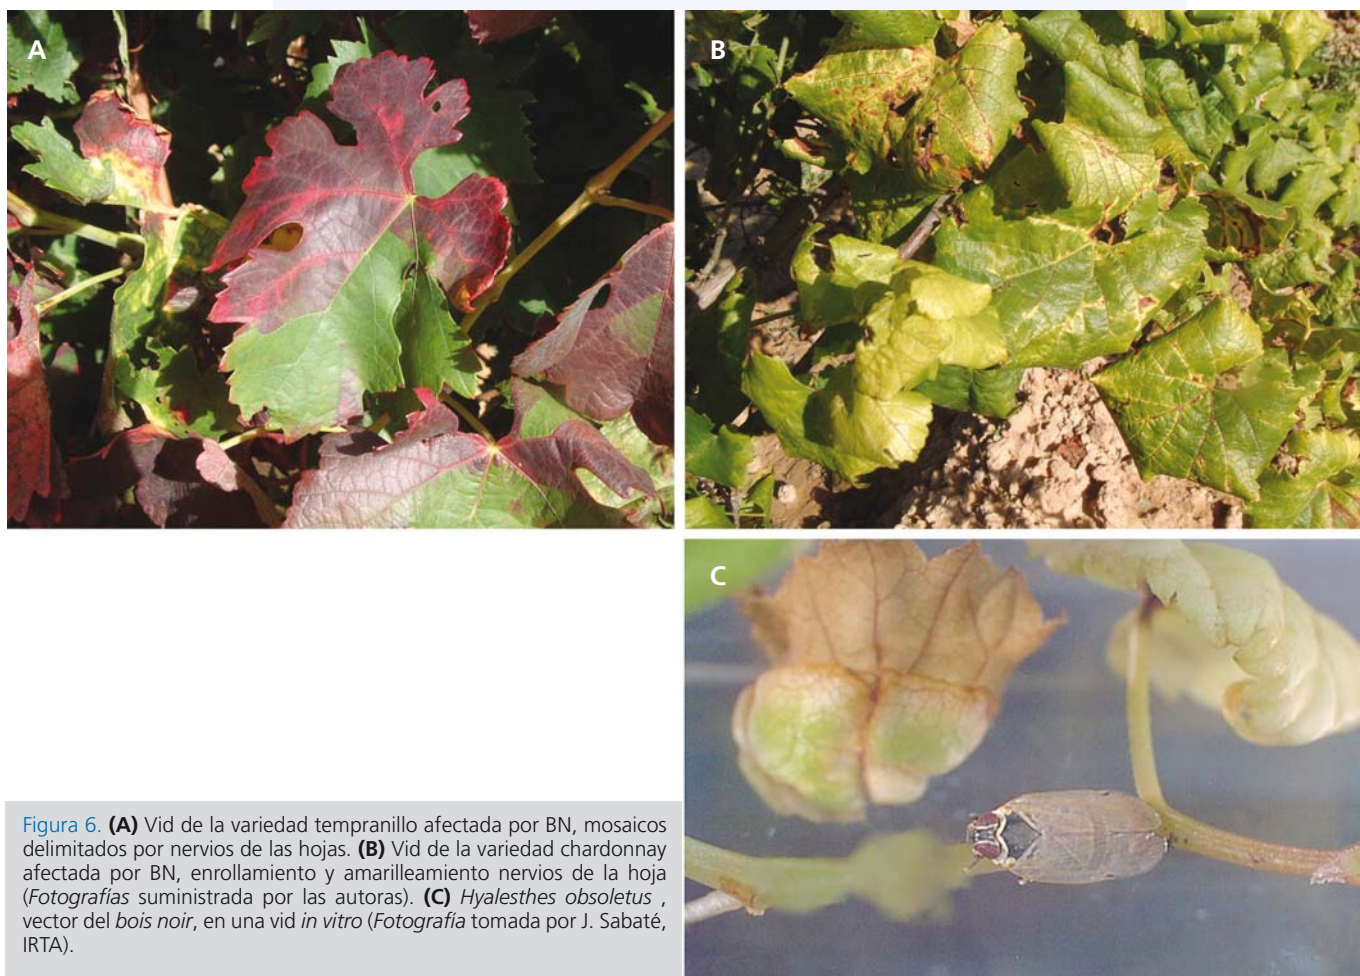 A
B
C
Figura 6. (A) Vid de la variedad tempranillo afectada por BN, mosaicos
delimitados por nervios de las hojas. (B) Vid de la variedad chardonnay
afectada por BN, enrollamiento y amarilleamiento nervios de la hoja
(Fotografías suministrada por las autoras). (C) Hyalesthes obsoletus ,
vector del bois noir, en una vid in vitro (Fotografía tomada por J. Sabaté,
IRTA).